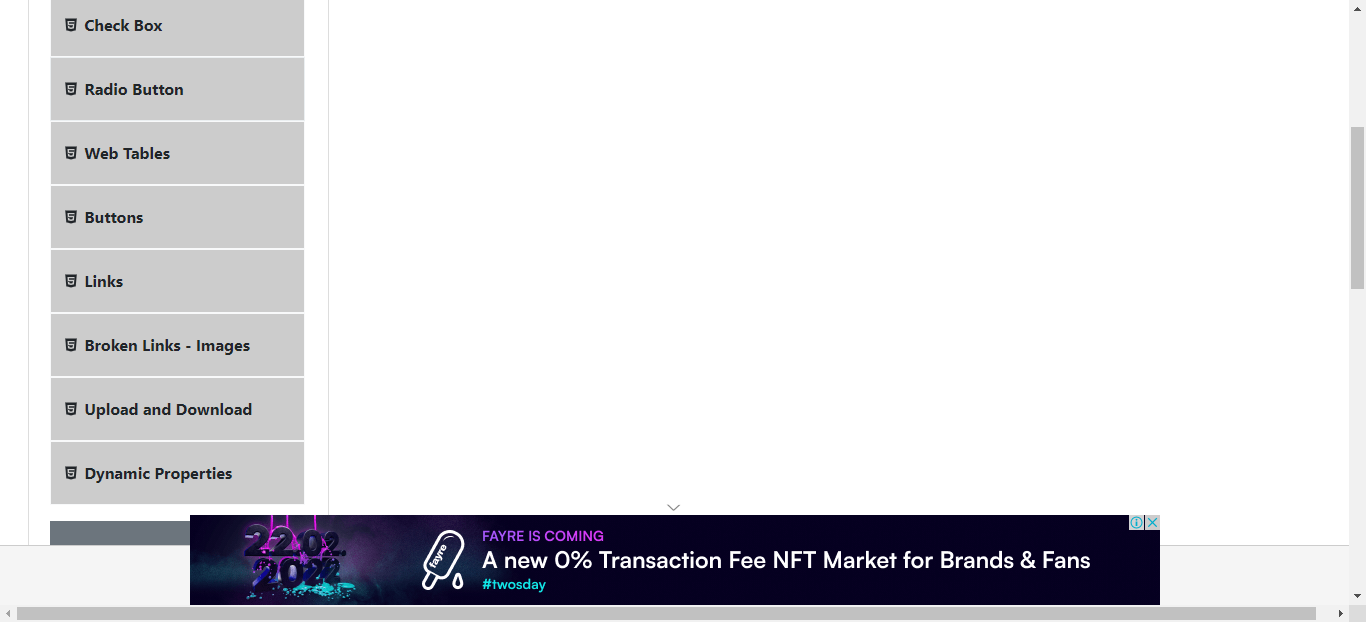 Check Box
Radio Button
Web Tables
Buttons
Links
Broken Links - Images
Upload and Download
Dynamic Properties
22.02.
2022
fayre
FAYRE IS COMING
A new 0% Transaction Fee NFT Market for Brands & Fans
#twosday